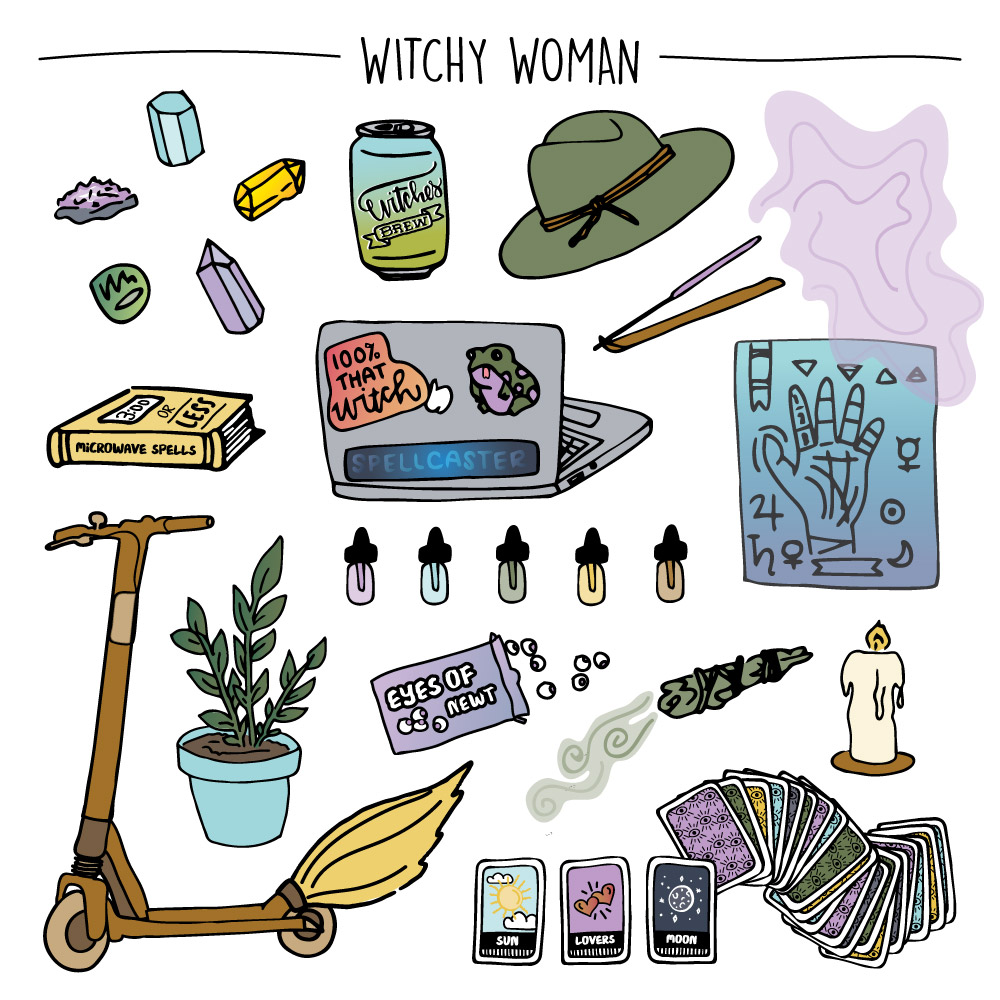 WITCHY WOMAN
Witches
BREW
100%
THAT
witch
SPELLCASTER
3:00
OR
LESS
MICROWAVE SPELLS
EYES OF
NEWT
SUN
LOVERS
MOON